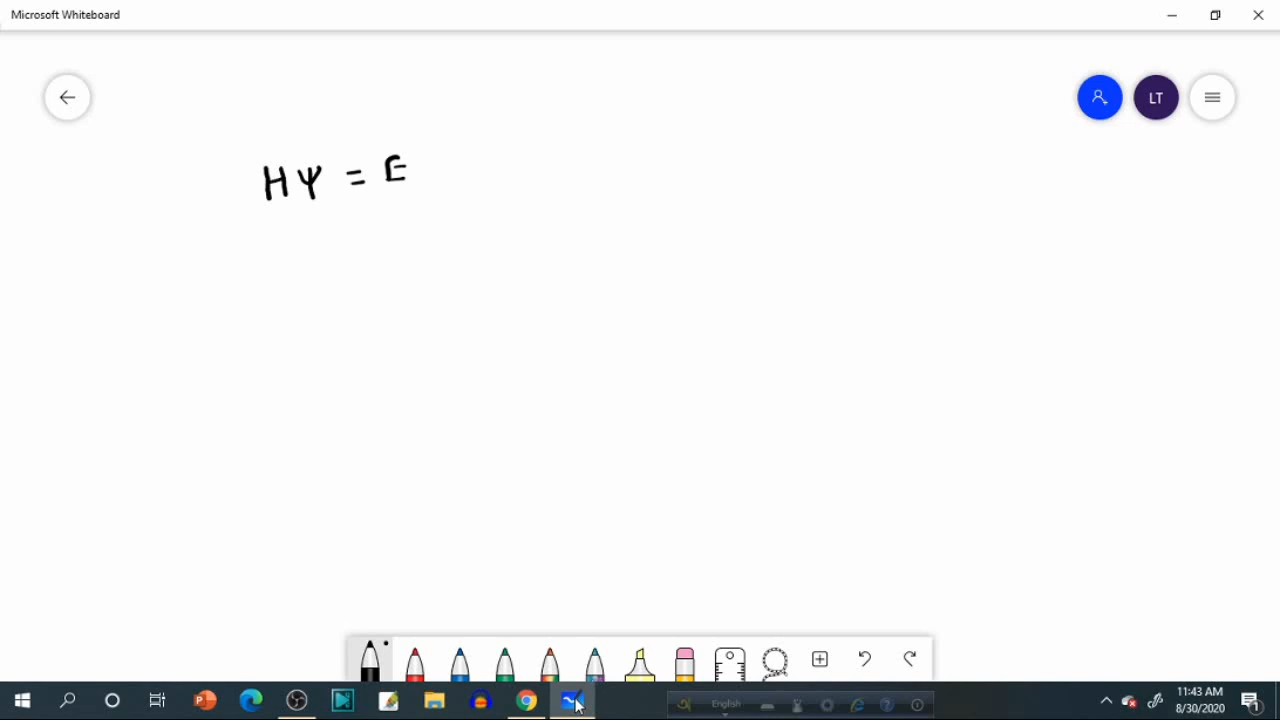 Microsoft Whiteboard
LT
Hψ = E
English
11:43 AM
8/30/2020